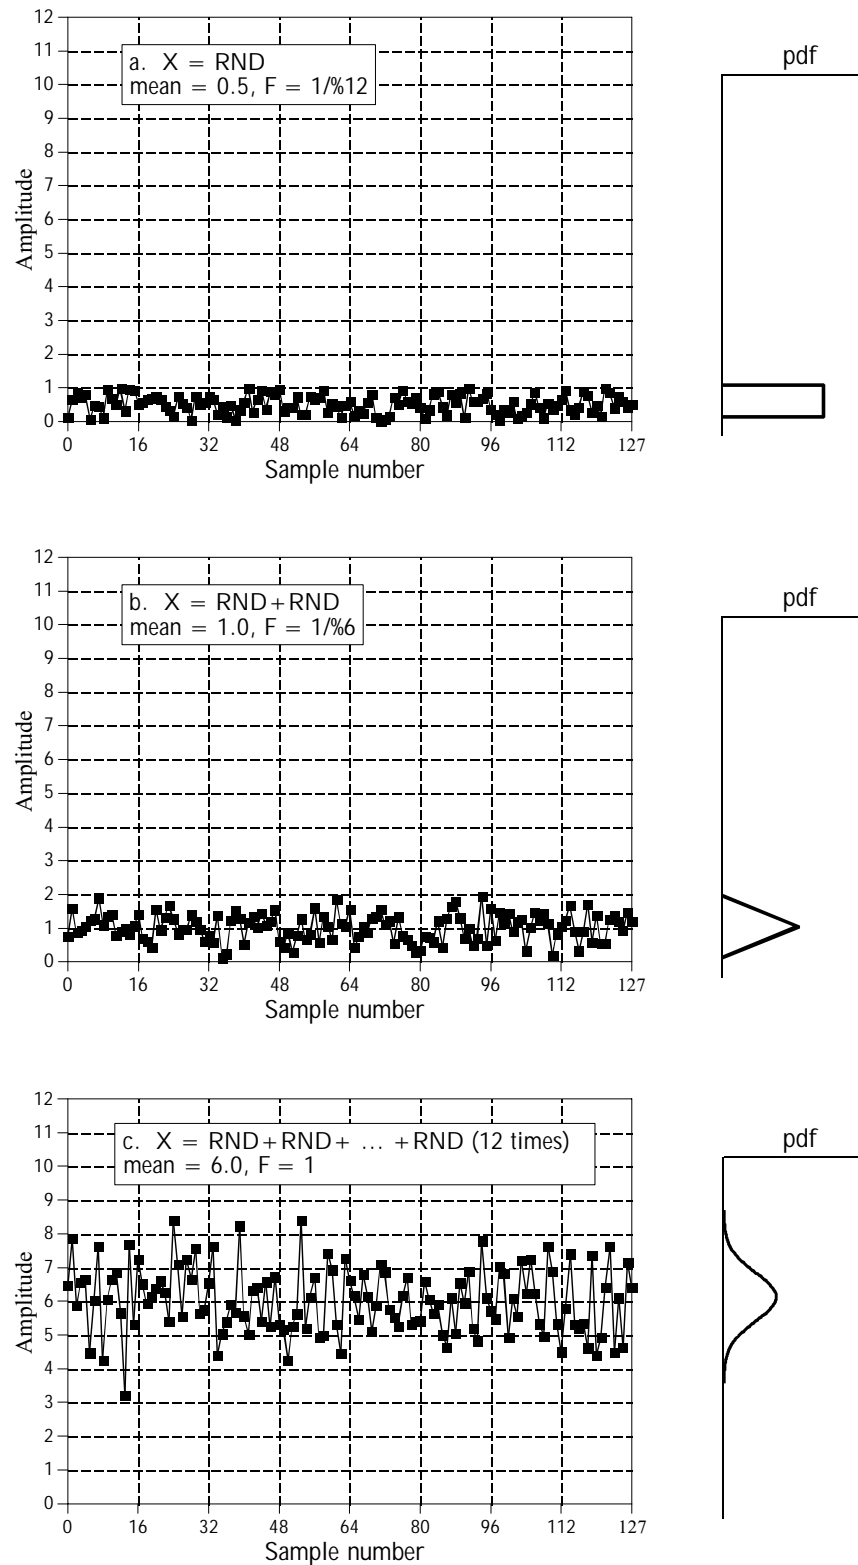 12
11
10
9
8
7
6
5
4
3
2
1
0
Amplitude
a. X = RND
mean = 0.5, F = 1/%12
0 16 32 48 64 80 96 112 127
Sample number
pdf
12
11
10
9
8
7
6
5
4
3
2
1
0
Amplitude
b. X = RND+RND
mean = 1.0, F = 1/%6
0 16 32 48 64 80 96 112 127
Sample number
pdf
12
11
10
9
8
7
6
5
4
3
2
1
0
Amplitude
c. X = RND+RND+ ... +RND (12 times)
mean = 6.0, F = 1
0 16 32 48 64 80 96 112 127
Sample number
pdf